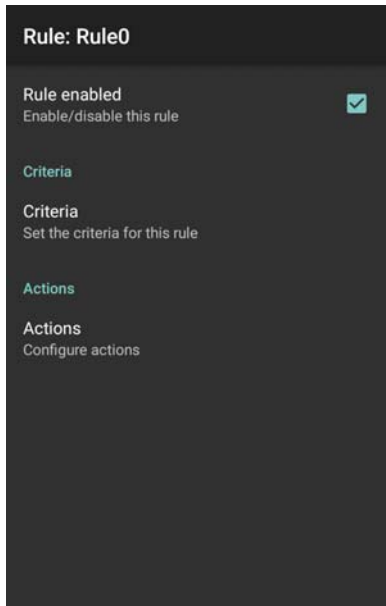 Rule: Rule0
Rule enabled
Enable/disable this rule
Criteria
Criteria
Set the criteria for this rule
Actions
Actions
Configure actions